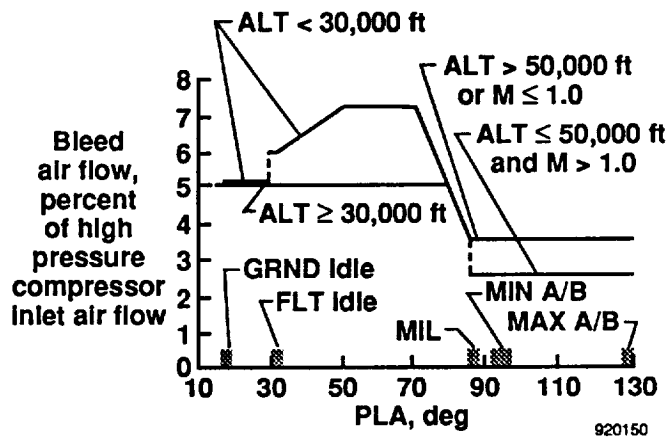 ALT < 30,000 ft
ALT > 50,000 ft
or M ≤ 1.0
ALT ≤ 50,000 ft
and M > 1.0
Bleed
air flow,
percent
of high
pressure
compressor
inlet air flow
8
7
6
5
4
3
2
1
0
ALT ≥ 30,000 ft
GRND Idle
FLT idle
MIL
MIN A/B
MAX A/B
10 30 50 70 90 110 130
PLA, deg
920150